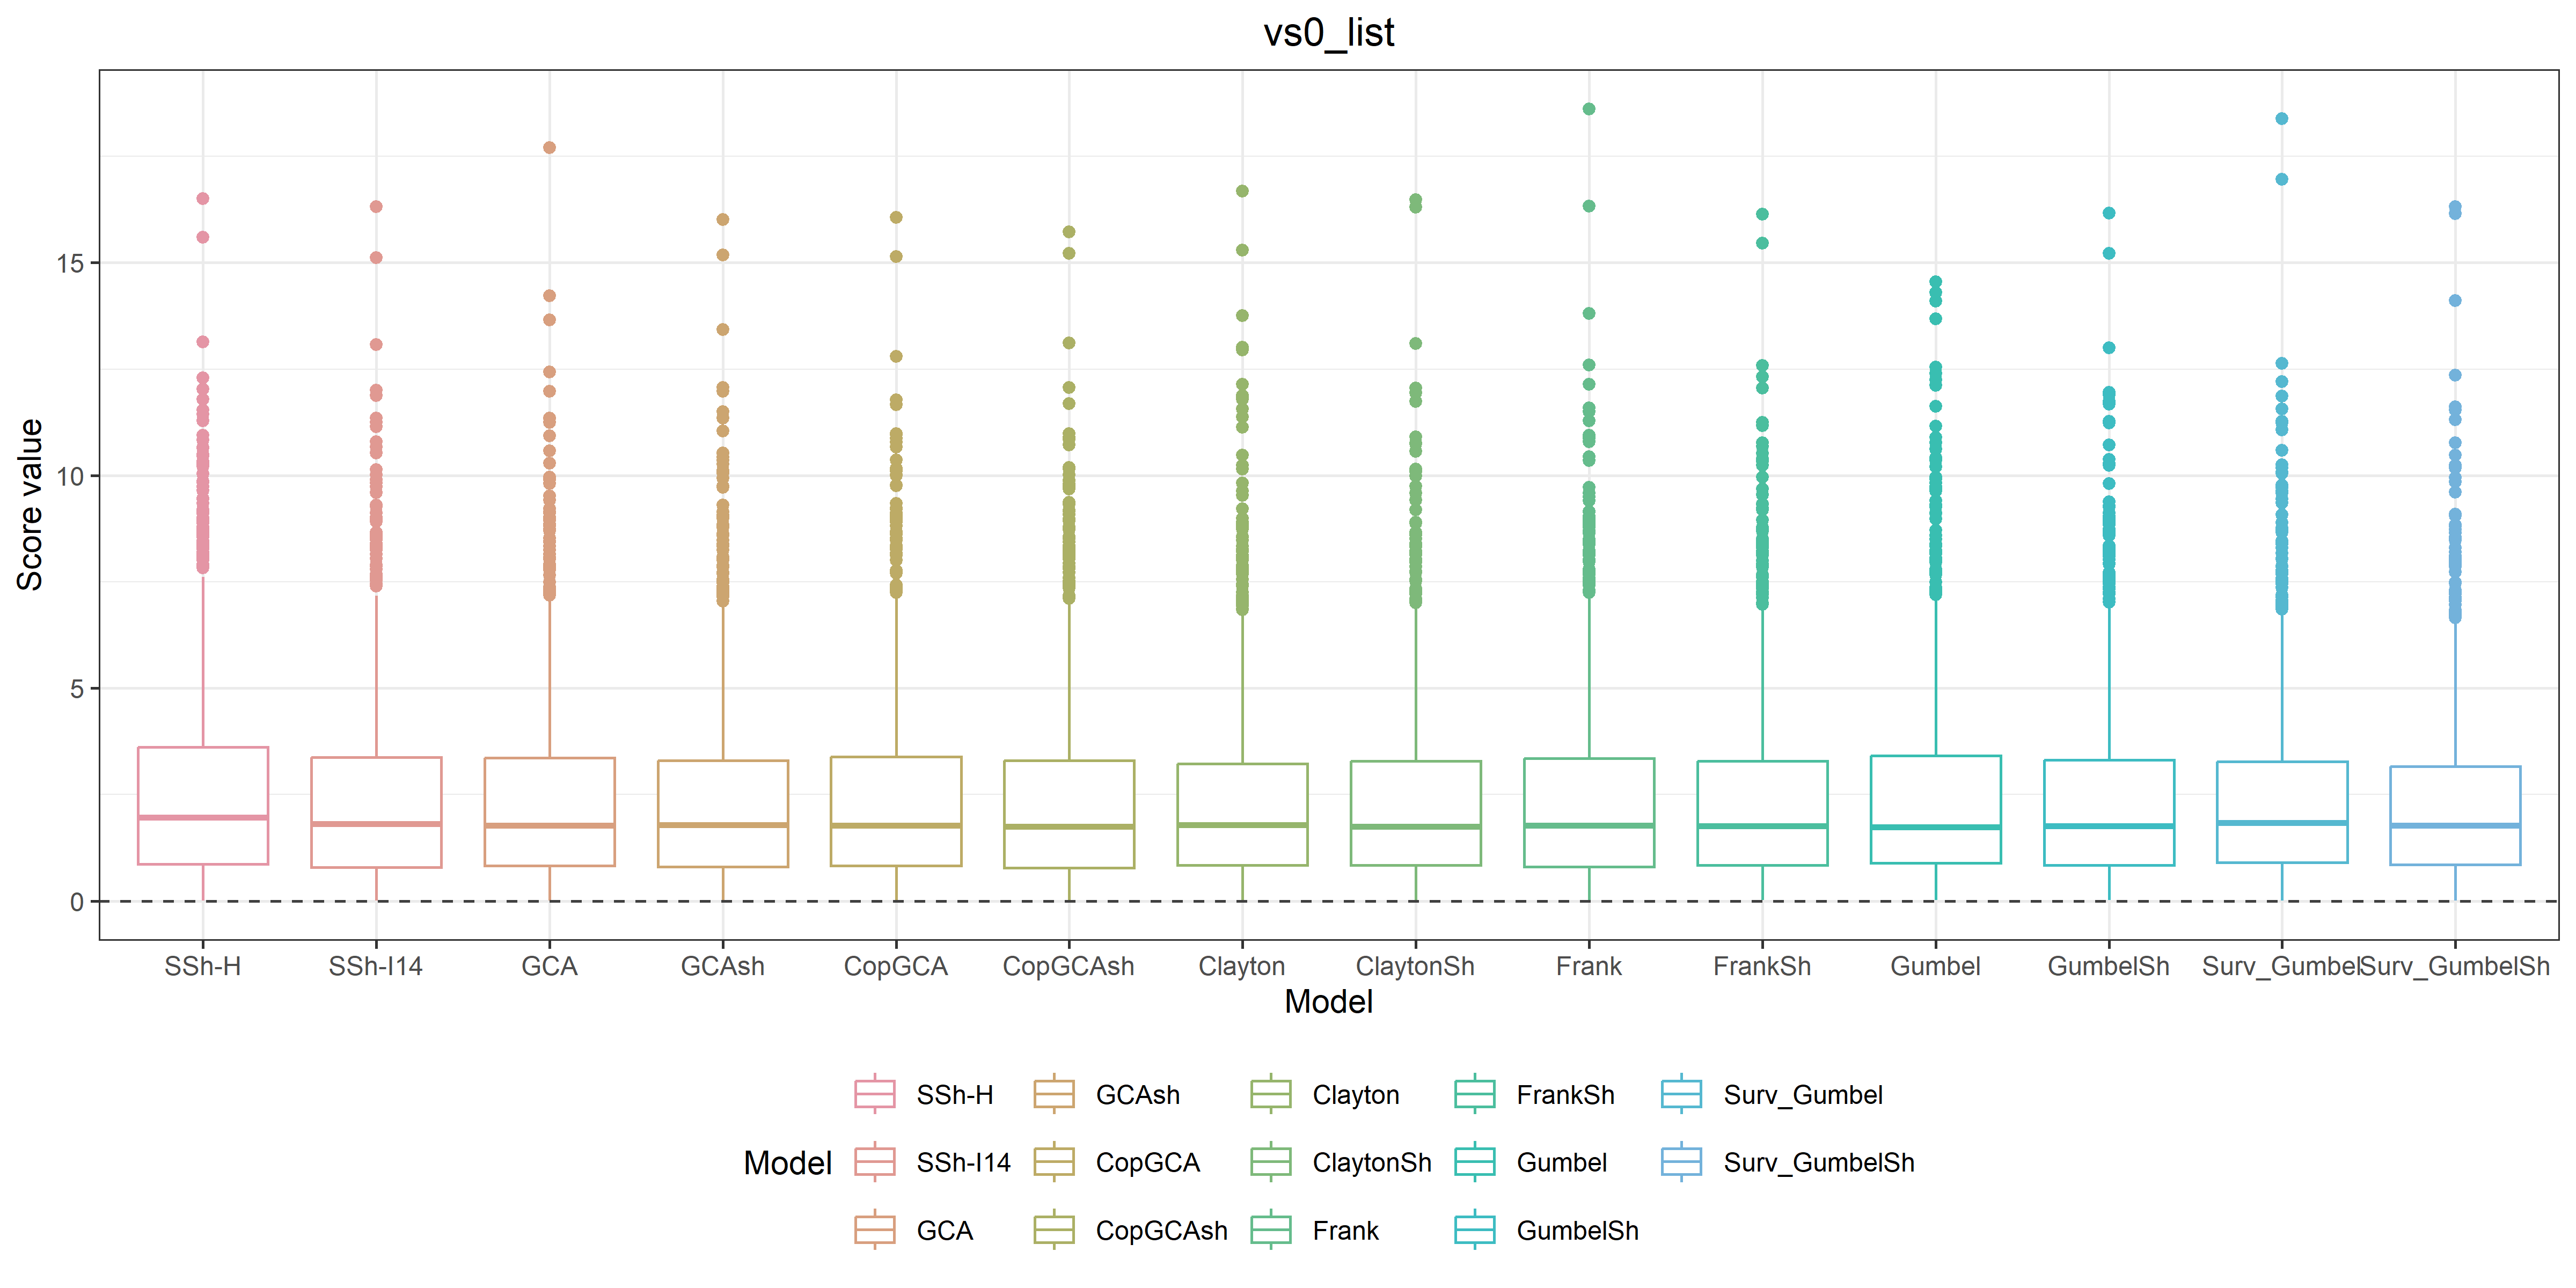 vs0_list
Score value
15
10
5
0
SSh-H SSh-I14 GCA GCAsh CopGCA CopGCAsh Clayton ClaytonSh Frank FrankSh Gumbel GumbelSh Surv_Gumbel Surv_GumbelSh
Model
SSh-H GCAsh Clayton FrankSh Surv_Gumbel
Model SSh-I14 CopGCA ClaytonSh Gumbel Surv_GumbelSh
GCA CopGCAsh Frank GumbelSh